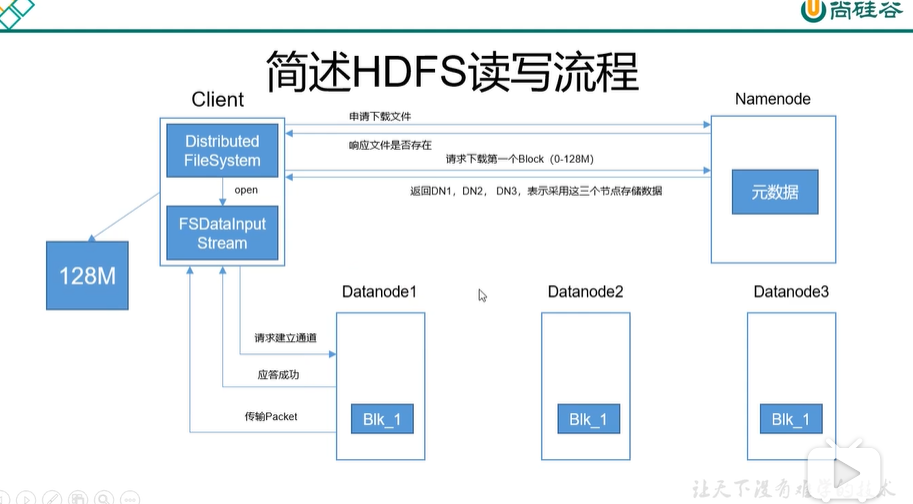 尚硅谷
简述HDFS读写流程
Client
Namenode
Distributed
FileSystem
open
FSDataInput
Stream
128M
申请下载文件
响应文件是否存在
请求下载第一个Block（0-128M）
返回DN1，DN2， DN3，表示采用这三个节点存储数据
元数据
Datanode1
Datanode2
Datanode3
请求建立通道
应答成功
传输Packet
Blk_1
Blk_1
Blk_1
让天下没有难学的技术